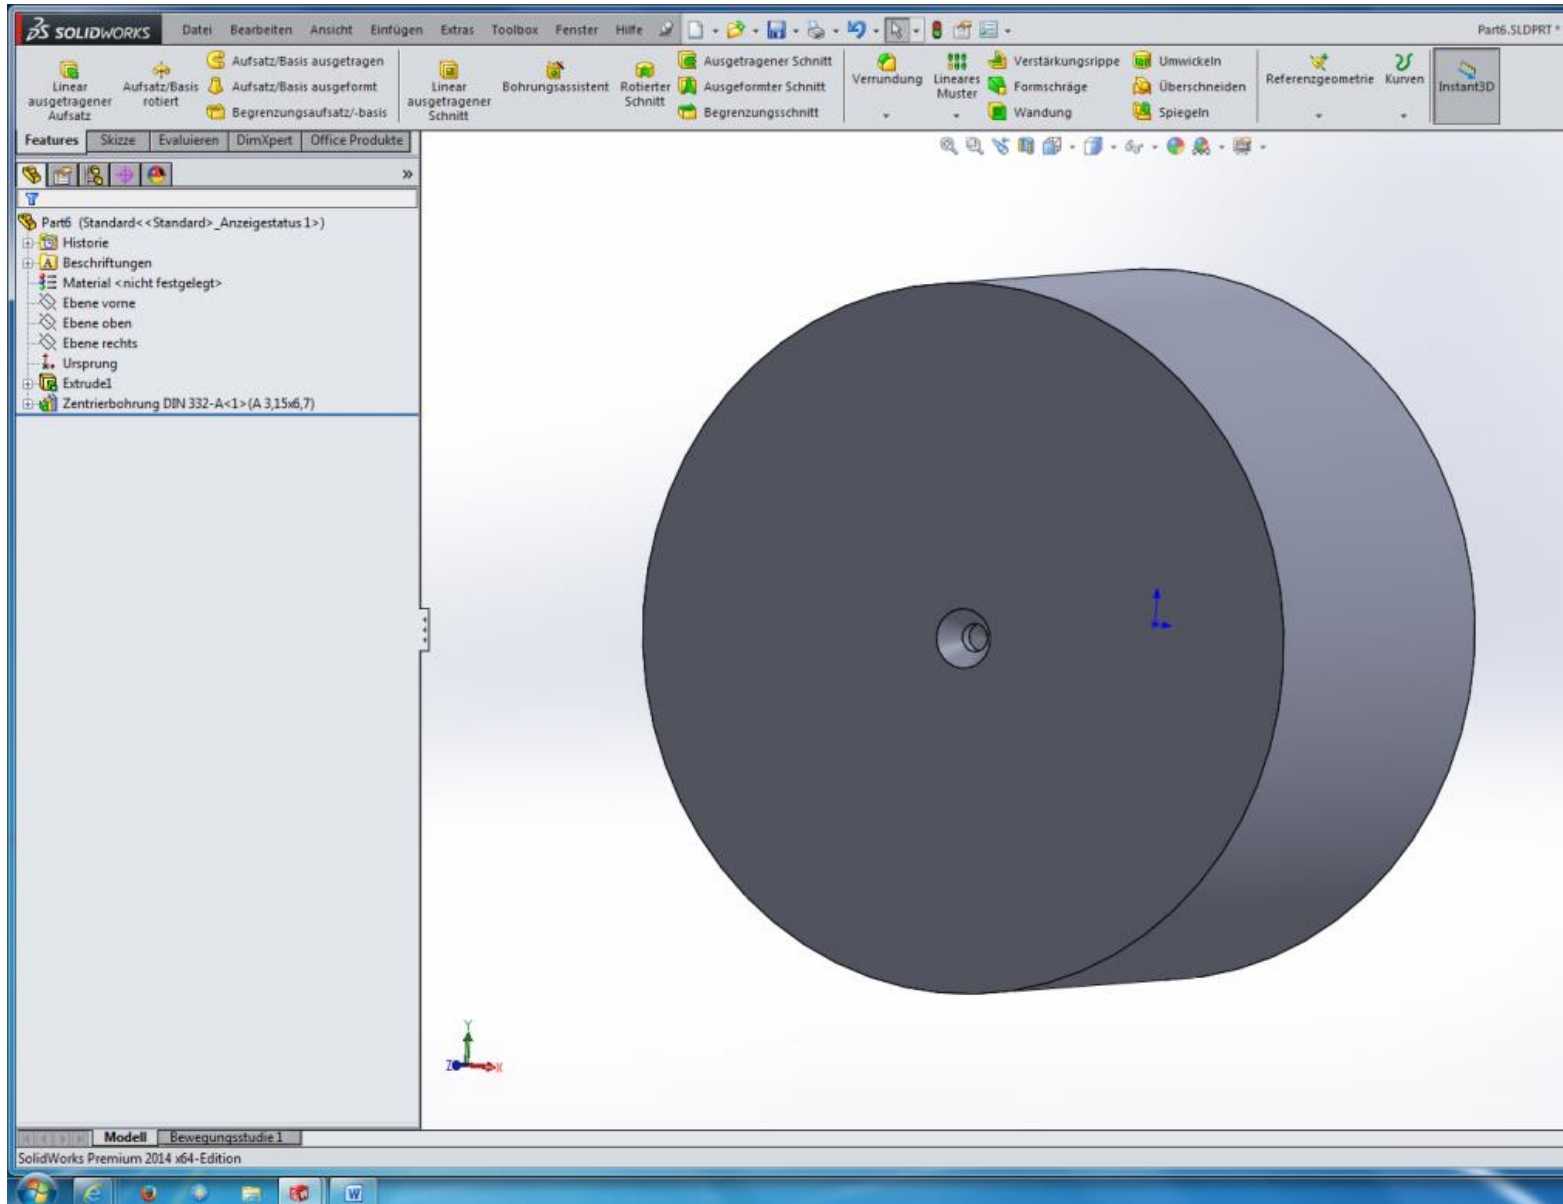 SOLIDWORKS Datei Bearbeiten Ansicht Einfügen Extras Toolbox Fenster Hilfe Part6.SLDPRT *
Linear ausgetragener Aufsatz
Aufsatz/Basis rotiert
Aufsatz/Basis ausgetragen
Aufsatz/Basis ausgeformt
Begrenzungsaufsatz/-basis
Linear ausgetragener Schnitt
Bohrungsassistent
Rotierter Schnitt
Ausgetragener Schnitt
Ausgeformter Schnitt
Begrenzungsschnitt
Verrundung
Lineares Muster
Verstärkungsrippe
Formschräge
Wandung
Umwickeln
Überschneiden
Spiegeln
Referenzgeometrie
Kurven
Instant3D
Features Skizze Evaluieren DimXpert Office Produkte
»
Part6 (Standard<<Standard>_Anzeigestatus 1>)
Historie
Beschriftungen
Material <nicht festgelegt>
Ebene vorne
Ebene oben
Ebene rechts
Ursprung
Extrude1
Zentrierbohrung DIN 332-A<1>(A 3,15x6,7)
Y
Z X
Modell Bewegungsstudie 1
SolidWorks Premium 2014 x64-Edition